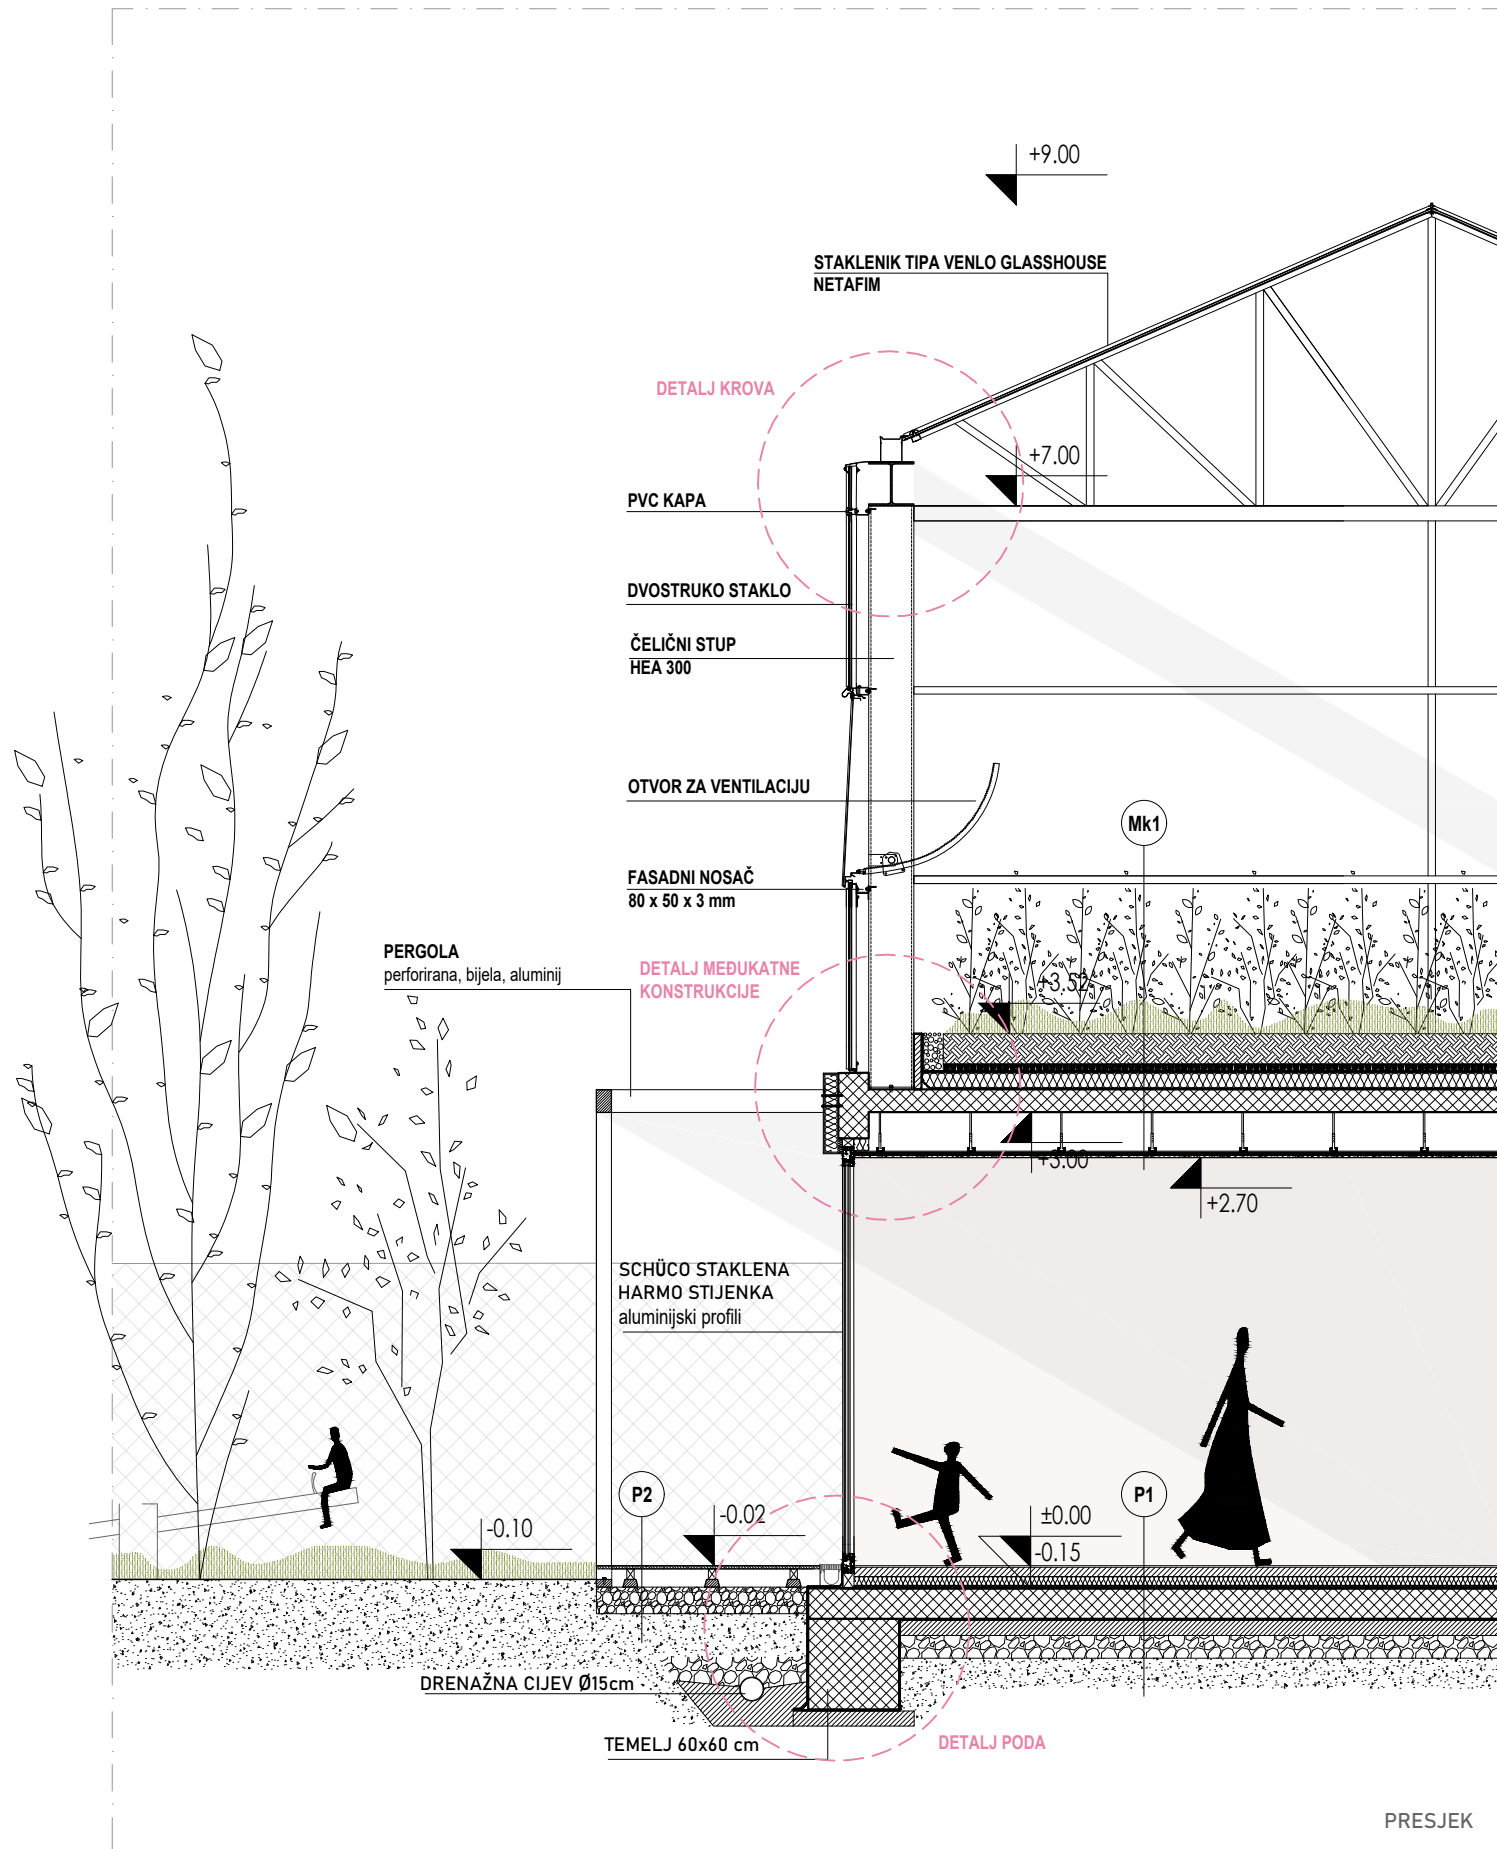 +9.00
STAKLENIK TIPA VENLO GLASSHOUSE
NETAFIM
DETALJ KROVA
+7.00
PVC KAPA
DVOSTRUKO STAKLO
ČELIČNI STUP
HEA 300
OTVOR ZA VENTILACIJU
Mk1
FASADNI NOSAČ
80 x 50 x 3 mm
PERGOLA
perforirana, bijela, aluminij
DETALJ MEĐUKATNE
KONSTRUKCIJE
+3.52
+3.00
+2.70
SCHÜCO STAKLENA
HARMO STIJENKA
aluminijski profili
P2
P1
-0.10
-0.02
±0.00
-0.15
DRENAŽNA CIJEV Ø15cm
TEMELJ 60x60 cm
DETALJ PODA
PRESJEK